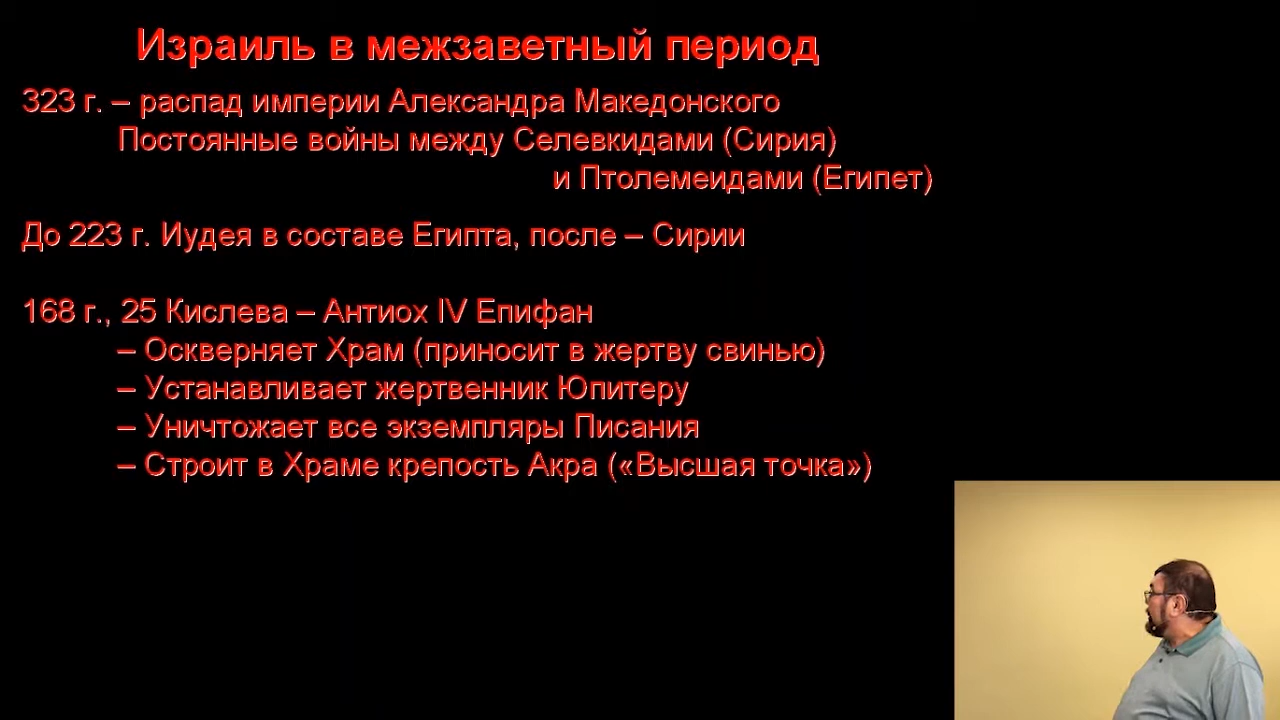 Израиль в межзаветный период
323 г. – распад империи Александра Македонского
Постоянные войны между Селевкидами (Сирия)
и Птолемеидами (Египет)
До 223 г. Иудея в составе Египта, после – Сирии
168 г., 25 Кислева – Антиох IV Епифан
– Оскверняет Храм (приносит в жертву свинью)
– Устанавливает жертвенник Юпитеру
– Уничтожает все экземпляры Писания
– Строит в Храме крепость Акра («Высшая точка»)